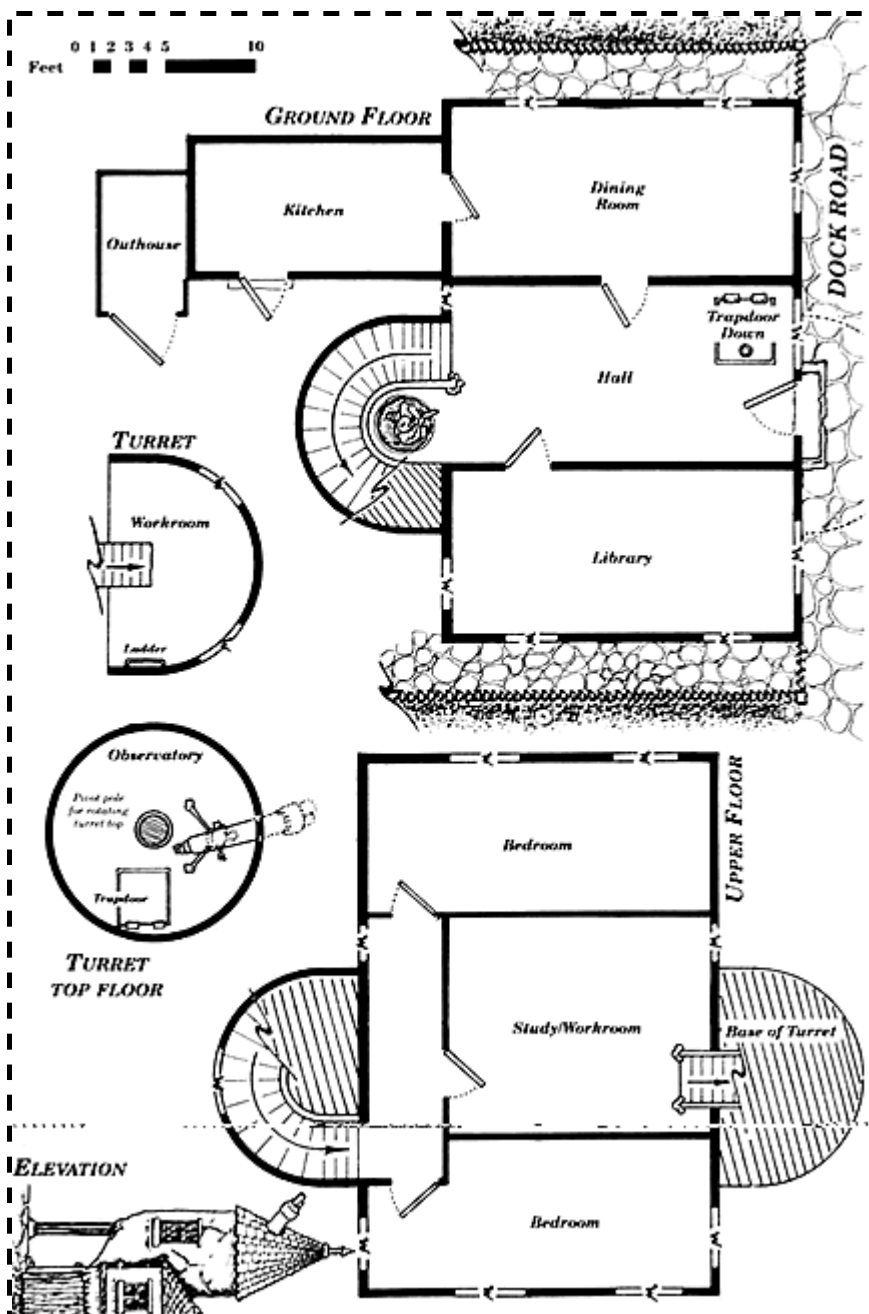 0 1 2 3 4 5 10
Feet
GROUND FLOOR
Dining
Room
Kitchen
Outhouse
DOCK ROAD
Trapdoor
Down
Hall
TURRET
Workroom
Library
Ladder
Observatory
Pivot pole
for rotating
turret top
Trapdoor
TURRET
TOP FLOOR
UPPER FLOOR
Bedroom
Study/Workroom
Base of Turret
ELEVATION
Bedroom